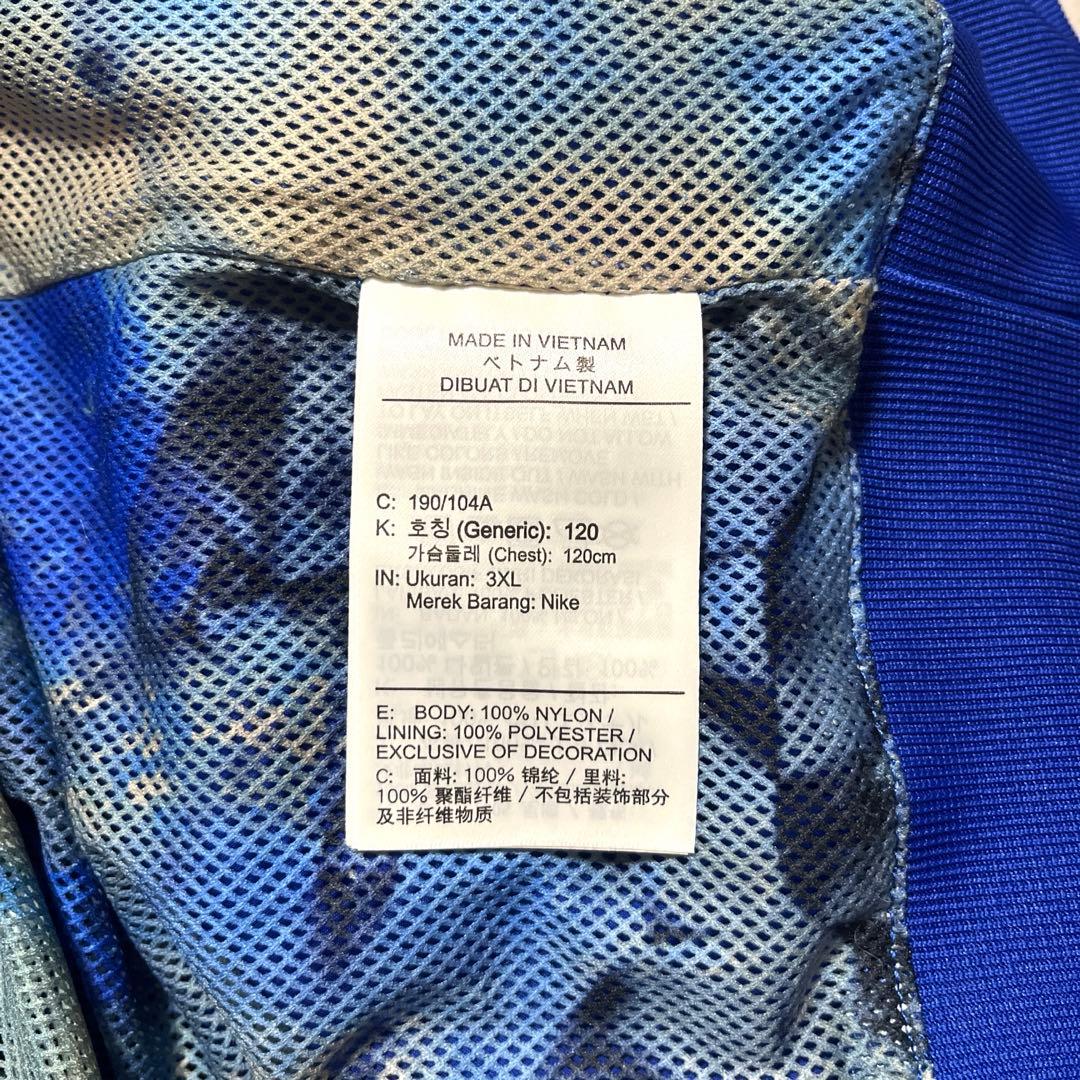 MADE IN VIETNAM
ベトナム製
DIBUAT DI VIETNAM
C: 190/104A
K: 호칭 (Generic): 120
가슴둘레 (Chest): 120cm
IN: Ukuran: 3XL
Merek Barang: Nike
E: BODY: 100% NYLON /
LINING: 100% POLYESTER /
EXCLUSIVE OF DECORATION
C: 面料: 100% 锦纶 / 里料:
100% 聚酯纤维 / 不包括装饰部分
及非纤维物质